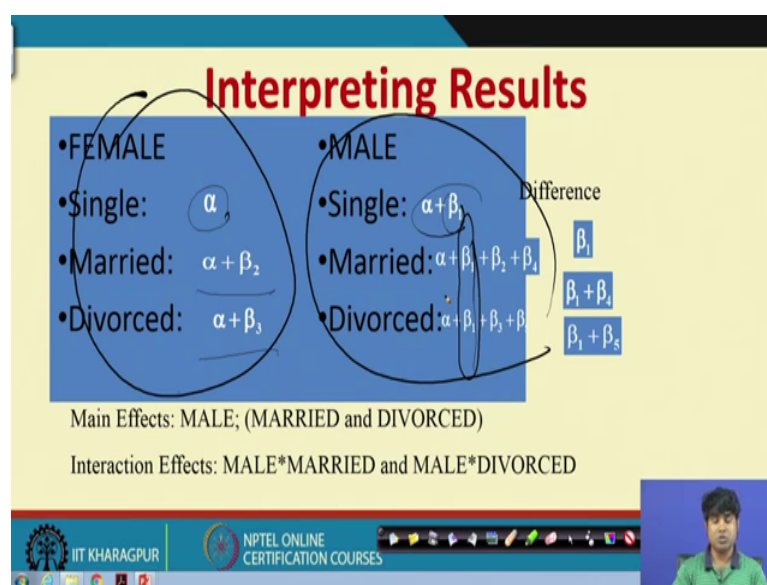 Interpreting Results
•FEMALE
•Single: α
•Married: α + β₂
•Divorced: α+β₃
•MALE
•Single: α+β₁
•Married: α+β₁+β₂+β₄
•Divorced: α+β₁+β₃+β
Difference
β₁
β₁+β₄
β₁+β₅
Main Effects: MALE; (MARRIED and DIVORCED)
Interaction Effects: MALE*MARRIED and MALE*DIVORCED
IIT KHARAGPUR
NPTEL ONLINE
CERTIFICATION COURSES